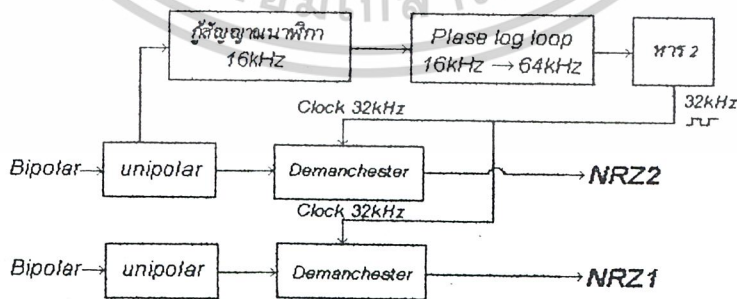 กู้สัญญาณนาฬิกา
16kHz
Plase log loop
16kHz → 64kHz
หาร 2
32kHz
Clock 32kHz
Bipolar
unipolar
Demanchester
NRZ2
Clock 32kHz
Bipolar
unipolar
Demanchester
NRZ1